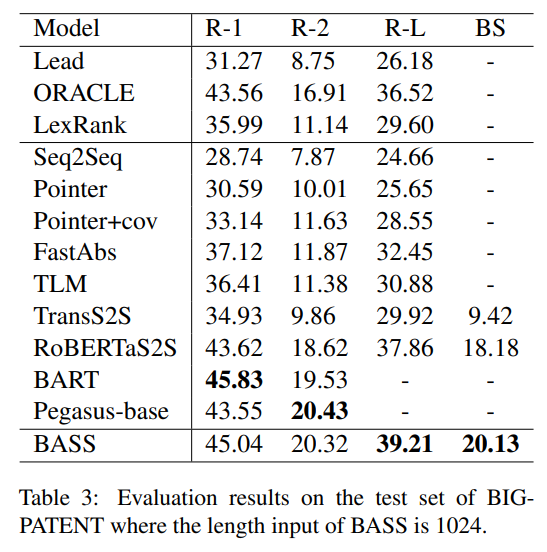 Model R-1 R-2 R-L BS
Lead 31.27 8.75 26.18 -
ORACLE 43.56 16.91 36.52 -
LexRank 35.99 11.14 29.60 -
Seq2Seq 28.74 7.87 24.66 -
Pointer 30.59 10.01 25.65 -
Pointer+cov 33.14 11.63 28.55 -
FastAbs 37.12 11.87 32.45 -
TLM 36.41 11.38 30.88 -
TransS2S 34.93 9.86 29.92 9.42
RoBERTaS2S 43.62 18.62 37.86 18.18
BART 45.83 19.53 - -
Pegasus-base 43.55 20.43 - -
BASS 45.04 20.32 39.21 20.13
Table 3: Evaluation results on the test set of BIG-
PATENT where the length input of BASS is 1024.